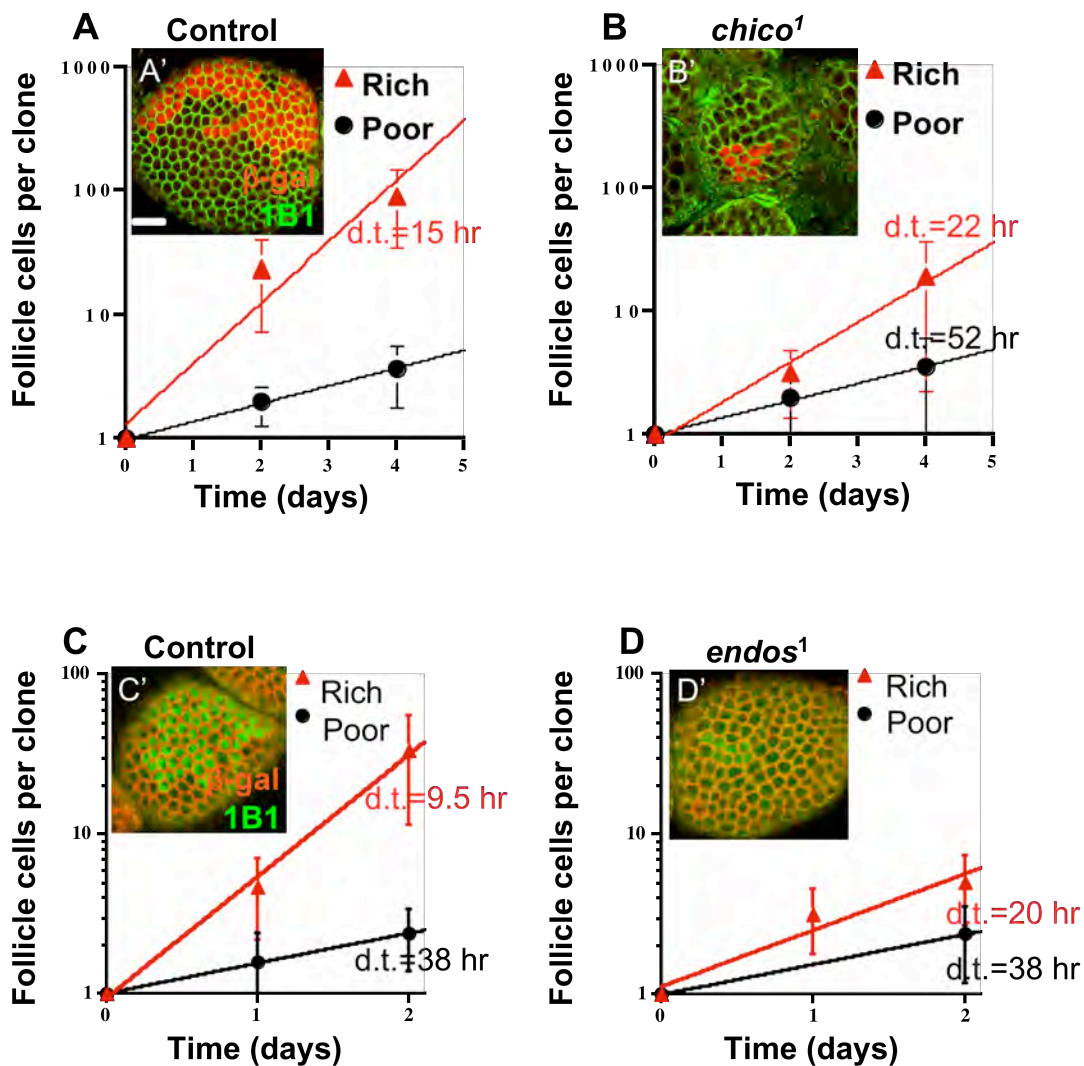 A
Control
1000
100
10
1
A’
β-gal
1B1
Rich
Poor
d.t.=15 hr
0 1 2 3 4 5
Time (days)
Follicle cells per clone
B
chico¹
1000
100
10
1
B’
Rich
Poor
d.t.=22 hr
d.t.=52 hr
0 1 2 3 4 5
Time (days)
Follicle cells per clone
C
Control
100
10
1
C’
β-gal
1B1
Rich
Poor
d.t.=9.5 hr
d.t.=38 hr
0 1 2
Time (days)
Follicle cells per clone
D
endos¹
100
10
1
D’
Rich
Poor
d.t.=20 hr
d.t.=38 hr
0 1 2
Time (days)
Follicle cells per clone